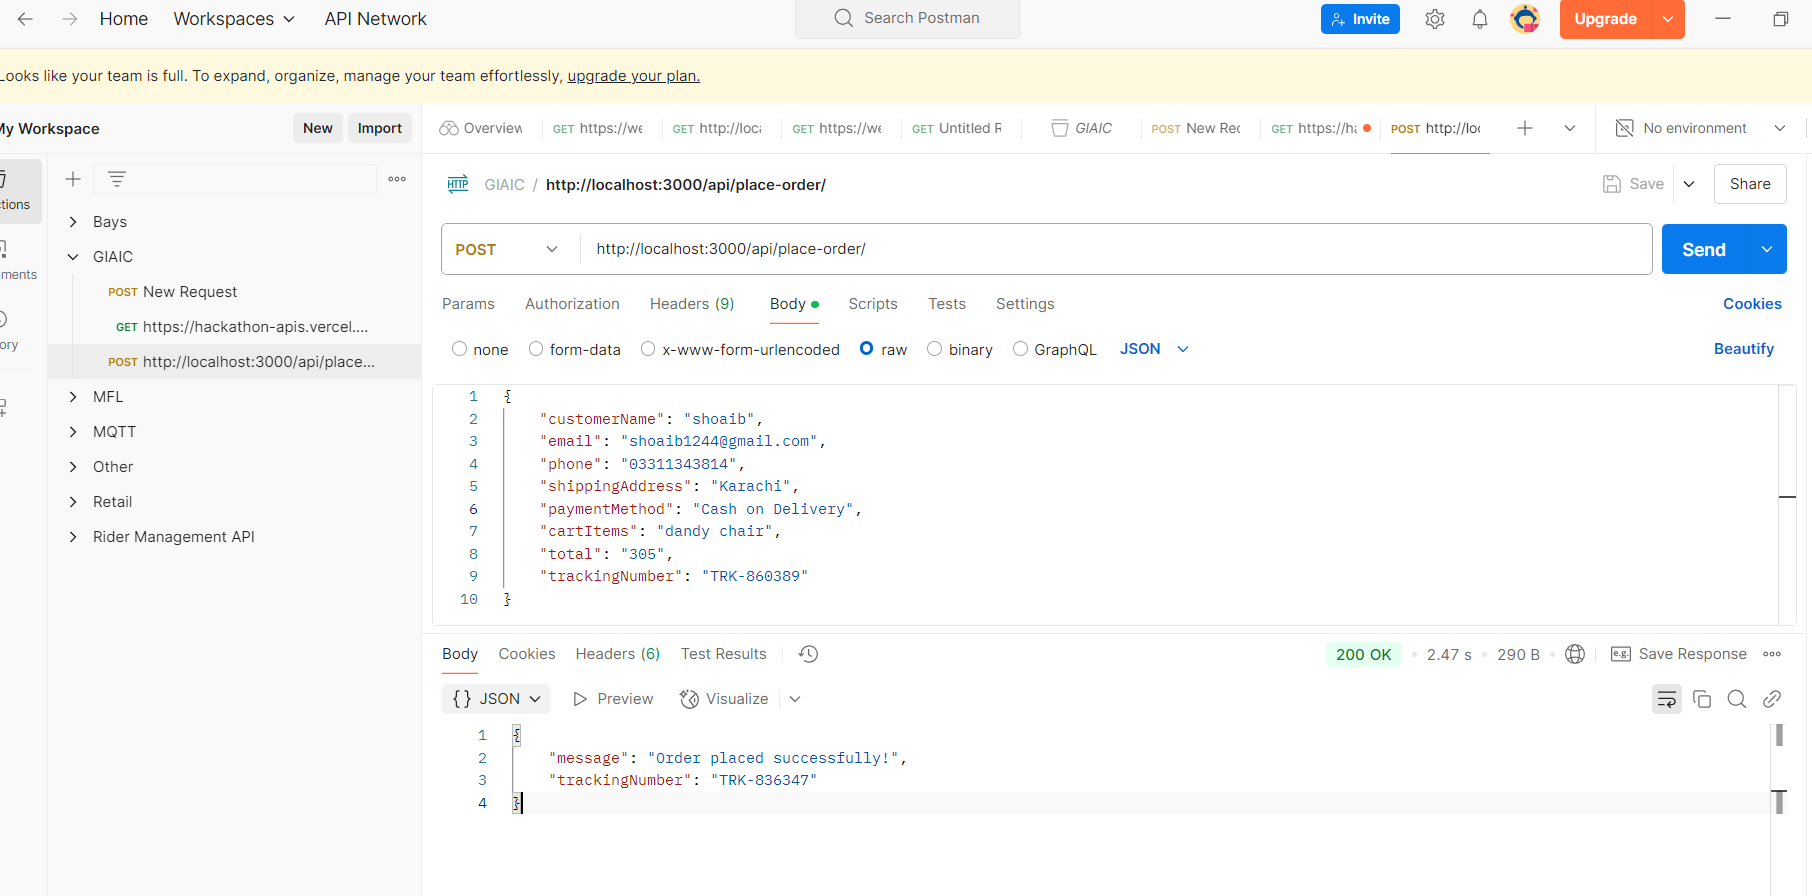 Home Workspaces API Network Search Postman Invite Upgrade
Looks like your team is full. To expand, organize, manage your team effortlessly, upgrade your plan.
My Workspace New Import
Overview GET https://we GET http://loca GET https://we GET Untitled R GIAIC POST New Rec GET https://ha POST http://loc No environment
GIAIC / http://localhost:3000/api/place-order/ Save Share
ctions
Bays
GIAIC
POST New Request
GET https://hackathon-apis.vercel....
POST http://localhost:3000/api/place...
MFL
MQTT
Other
Retail
Rider Management API
nments
ory
POST http://localhost:3000/api/place-order/ Send
Params Authorization Headers (9) Body Scripts Tests Settings Cookies
none form-data x-www-form-urlencoded raw binary GraphQL JSON Beautify
1 {
2 "customerName": "shoaib",
3 "email": "shoaib1244@gmail.com",
4 "phone": "03311343814",
5 "shippingAddress": "Karachi",
6 "paymentMethod": "Cash on Delivery",
7 "cartItems": "dandy chair",
8 "total": "305",
9 "trackingNumber": "TRK-860389"
10 }
Body Cookies Headers (6) Test Results 200 OK 2.47 s 290 B e.g. Save Response
{} JSON Preview Visualize
1 {
2 "message": "Order placed successfully!",
3 "trackingNumber": "TRK-836347"
4 }